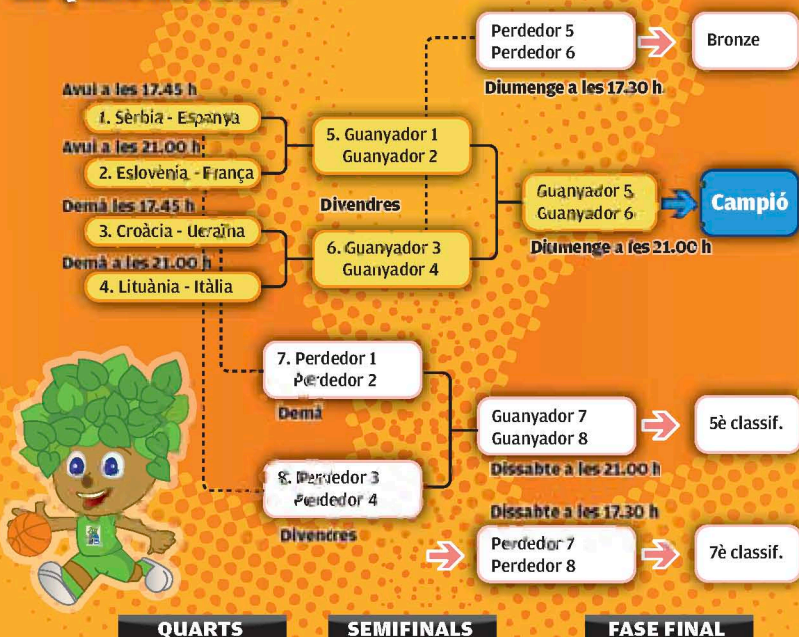 Perdedor 5
Perdedor 6
Bronze
Diumenge a les 17.30 h
Avui a les 17.45 h
1. Sèrbia - Espanya
Avui a les 21.00 h
2. Eslovènia - França
Demà les 17.45 h
3. Croàcia - Ucraïna
Demà a les 21.00 h
4. Lituània - Itàlia
5. Guanyador 1
Guanyador 2
Divendres
6. Guanyador 3
Guanyador 4
Guanyador 5
Guanyador 6
Campió
Diumenge a les 21.00 h
7. Perdedor 1
Perdedor 2
Demà
8. Perdedor 3
Perdedor 4
Divendres
Guanyador 7
Guanyador 8
5è classif.
Dissabte a les 21.00 h
Dissabte a les 17.30 h
Perdedor 7
Perdedor 8
7è classif.
QUARTS
SEMIFINALS
FASE FINAL